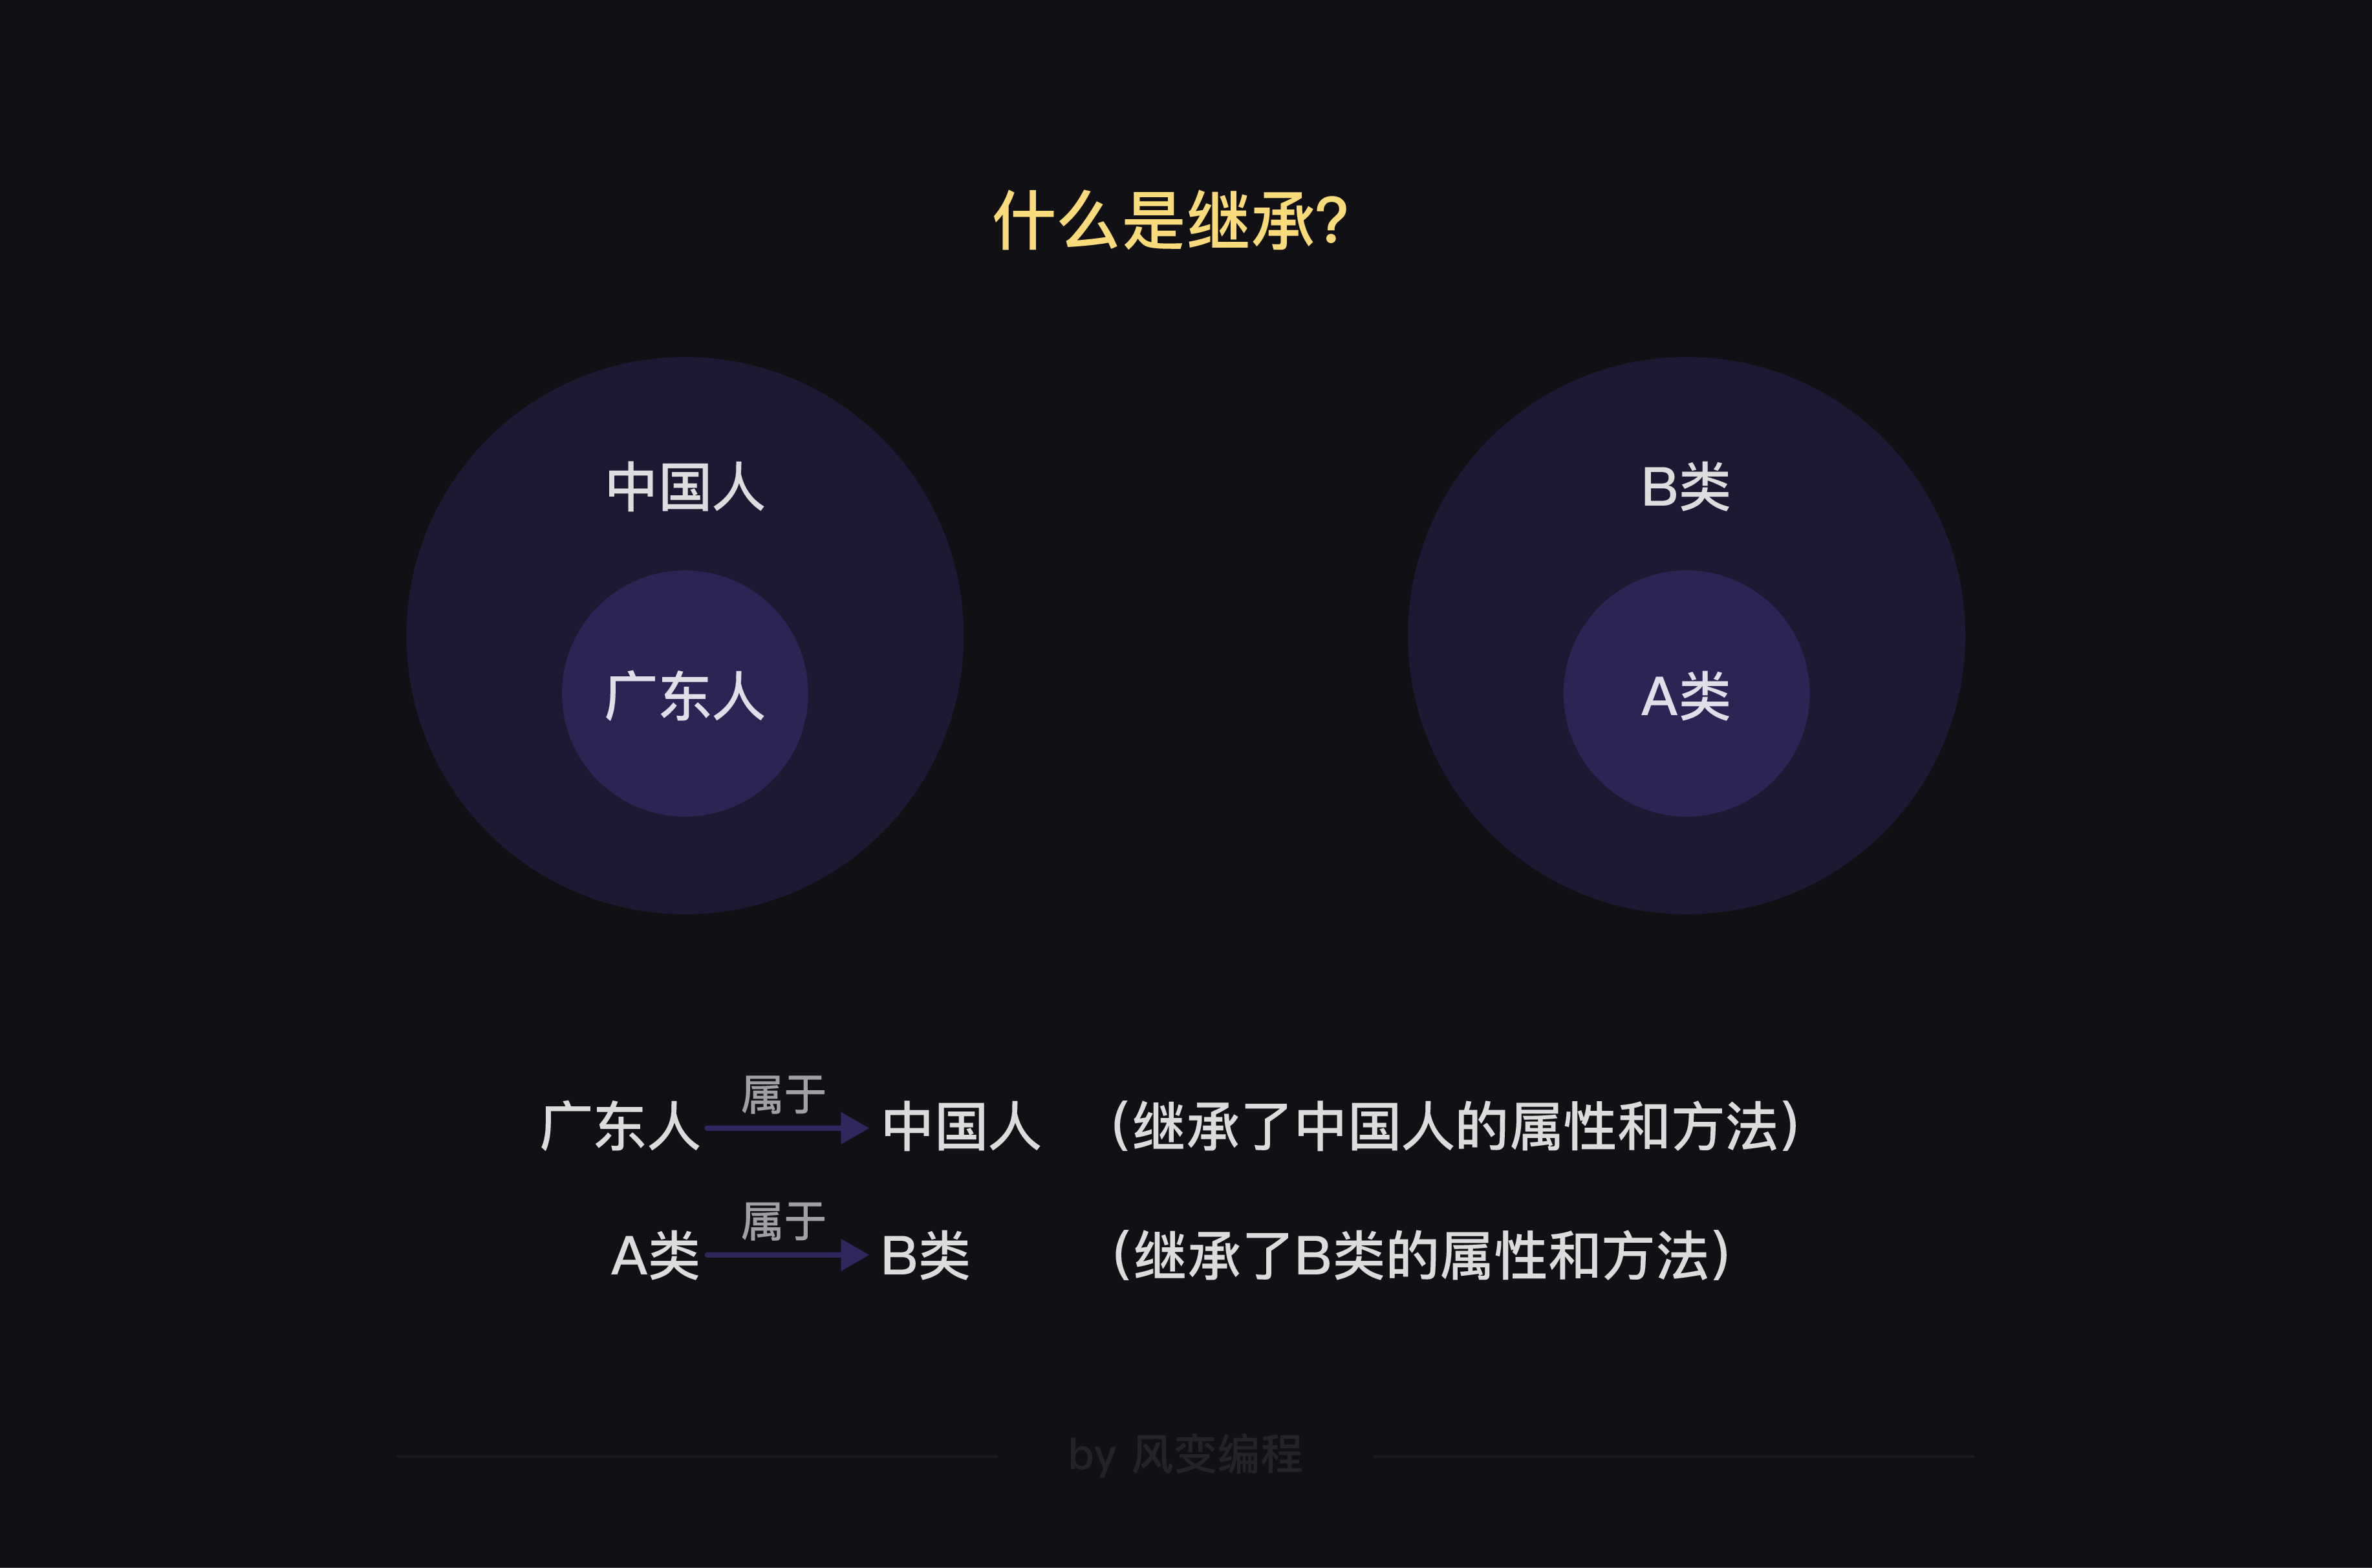 什么是继承？
中国人
B类
广东人
A类
属于
广东人 中国人 （继承了中国人的属性和方法）
属于
A类 B类 （继承了B类的属性和方法）
by 风变编程